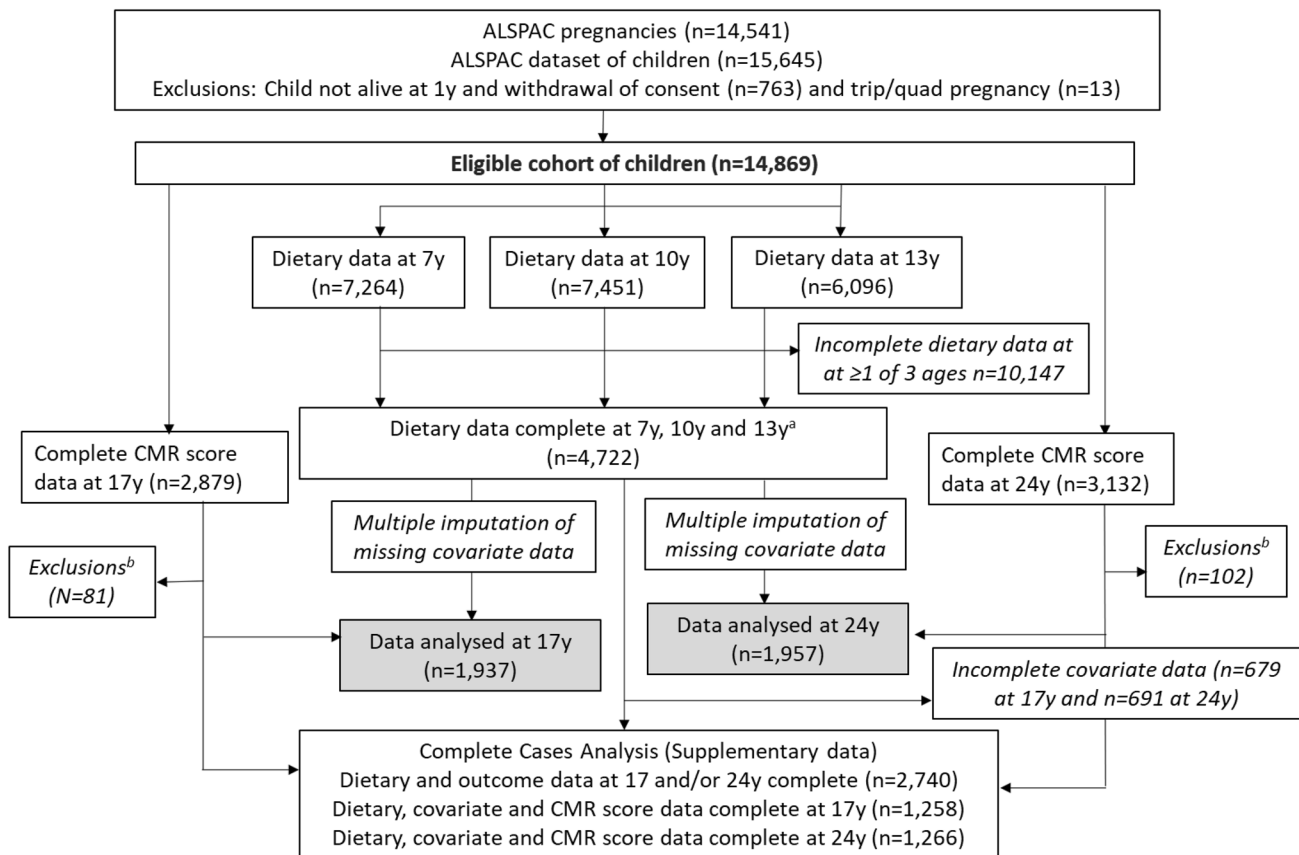 ALSPAC pregnancies (n=14,541)
ALSPAC dataset of children (n=15,645)
Exclusions: Child not alive at 1y and withdrawal of consent (n=763) and trip/quad pregnancy (n=13)
Eligible cohort of children (n=14,869)
Dietary data at 7y
(n=7,264)
Dietary data at 10y
(n=7,451)
Dietary data at 13y
(n=6,096)
Incomplete dietary data at
at ≥1 of 3 ages n=10,147
Dietary data complete at 7y, 10y and 13yᵃ
(n=4,722)
Complete CMR score
data at 17y (n=2,879)
Complete CMR score
data at 24y (n=3,132)
Multiple imputation of
missing covariate data
Multiple imputation of
missing covariate data
Exclusionsᵇ
(N=81)
Exclusionsᵇ
(n=102)
Data analysed at 17y
(n=1,937)
Data analysed at 24y
(n=1,957)
Incomplete covariate data (n=679
at 17y and n=691 at 24y)
Complete Cases Analysis (Supplementary data)
Dietary and outcome data at 17 and/or 24y complete (n=2,740)
Dietary, covariate and CMR score data complete at 17y (n=1,258)
Dietary, covariate and CMR score data complete at 24y (n=1,266)